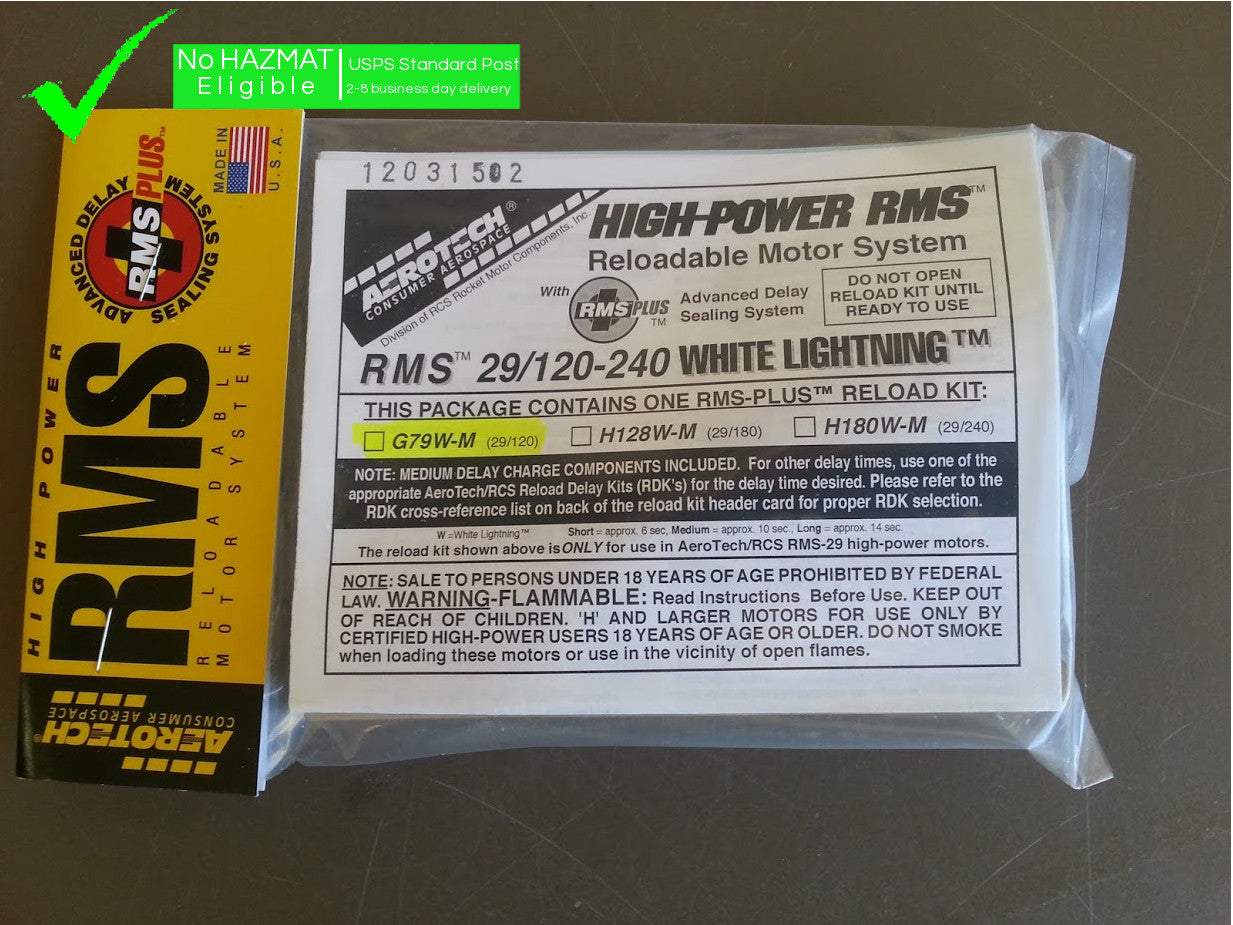 No HAZMAT
Eligible
USPS Standard Post
2-8 business day delivery
MADE IN
U.S.A.
ADVANCED DELAY
RMS PLUS™
SEALING SYSTEM
HIGH POWER
RMS
RELOADABLE
MOTOR SYSTEM
AEROTECH®
CONSUMER AEROSPACE
12031502
AEROTECH®
CONSUMER AEROSPACE
Division of RCS Rocket Motor Components, Inc.
HIGH-POWER RMS™
Reloadable Motor System
With RMS PLUS™
Advanced Delay
Sealing System
DO NOT OPEN
RELOAD KIT UNTIL
READY TO USE
RMS™ 29/120-240 WHITE LIGHTNING™
THIS PACKAGE CONTAINS ONE RMS-PLUS™ RELOAD KIT:
G79W-M (29/120) H128W-M (29/180) H180W-M (29/240)
NOTE: MEDIUM DELAY CHARGE COMPONENTS INCLUDED. For other delay times, use one of the
appropriate AeroTech/RCS Reload Delay Kits (RDK's) for the delay time desired. Please refer to the
RDK cross-reference list on back of the reload kit header card for proper RDK selection.
W =White Lightning™ Short = approx. 6 sec, Medium = approx. 10 sec., Long = approx. 14 sec.
The reload kit shown above is ONLY for use in AeroTech/RCS RMS-29 high-power motors.
NOTE: SALE TO PERSONS UNDER 18 YEARS OF AGE PROHIBITED BY FEDERAL
LAW. WARNING-FLAMMABLE: Read Instructions Before Use. KEEP OUT
OF REACH OF CHILDREN. 'H' AND LARGER MOTORS FOR USE ONLY BY
CERTIFIED HIGH-POWER USERS 18 YEARS OF AGE OR OLDER. DO NOT SMOKE
when loading these motors or use in the vicinity of open flames.